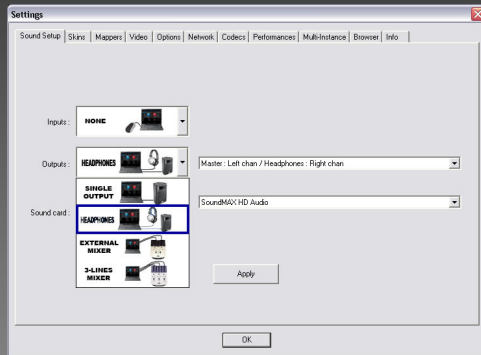 Settings
Sound Setup Skins Mappers Video Options Network Codecs Performances Multi-Instance Browser Info
Inputs :
NONE
Outputs :
HEADPHONES
Master : Left chan / Headphones : Right chan
SINGLE
OUTPUT
Sound card :
SoundMAX HD Audio
HEADPHONES
EXTERNAL
MIXER
3-LINES
MIXER
Apply
OK